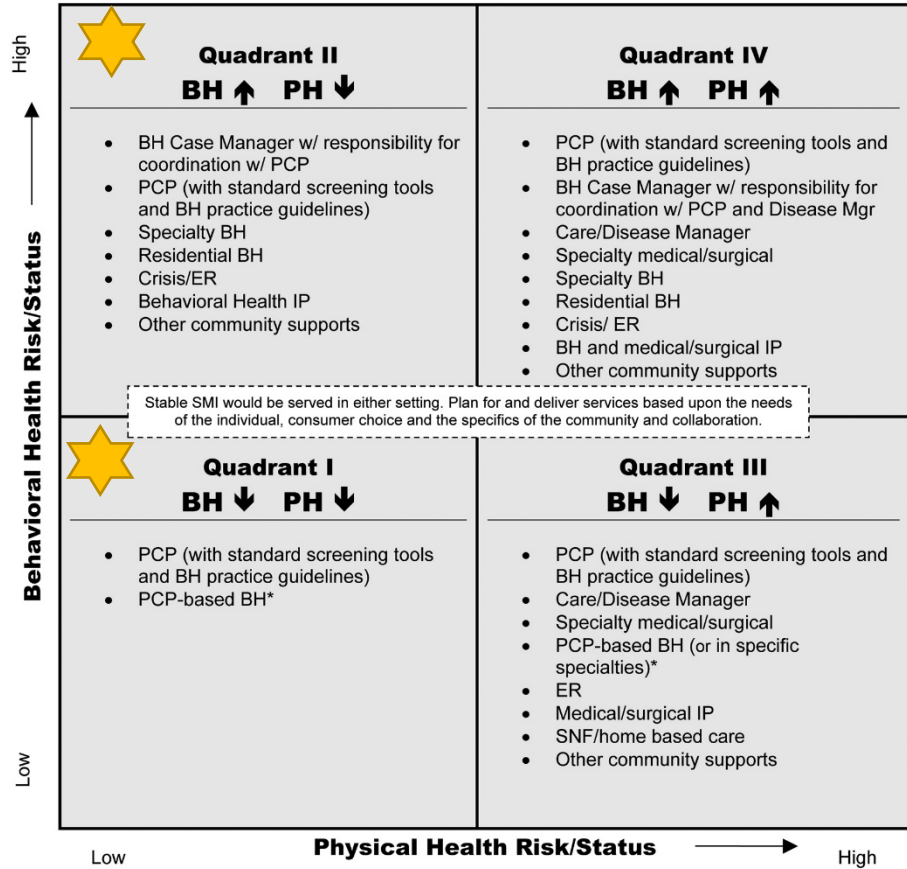 High
Behavioral Health Risk/Status
Low
Quadrant II
BH ↑ PH ↓
• BH Case Manager w/ responsibility for
coordination w/ PCP
• PCP (with standard screening tools
and BH practice guidelines)
• Specialty BH
• Residential BH
• Crisis/ER
• Behavioral Health IP
• Other community supports
Quadrant IV
BH ↑ PH ↑
• PCP (with standard screening tools and
BH practice guidelines)
• BH Case Manager w/ responsibility for
coordination w/ PCP and Disease Mgr
• Care/Disease Manager
• Specialty medical/surgical
• Specialty BH
• Residential BH
• Crisis/ ER
• BH and medical/surgical IP
• Other community supports
Stable SMI would be served in either setting. Plan for and deliver services based upon the needs
of the individual, consumer choice and the specifics of the community and collaboration.
Quadrant I
BH ↓ PH ↓
• PCP (with standard screening tools
and BH practice guidelines)
• PCP-based BH*
Quadrant III
BH ↓ PH ↑
• PCP (with standard screening tools and
BH practice guidelines)
• Care/Disease Manager
• Specialty medical/surgical
• PCP-based BH (or in specific
specialties)*
• ER
• Medical/surgical IP
• SNF/home based care
• Other community supports
Low
Physical Health Risk/Status
High